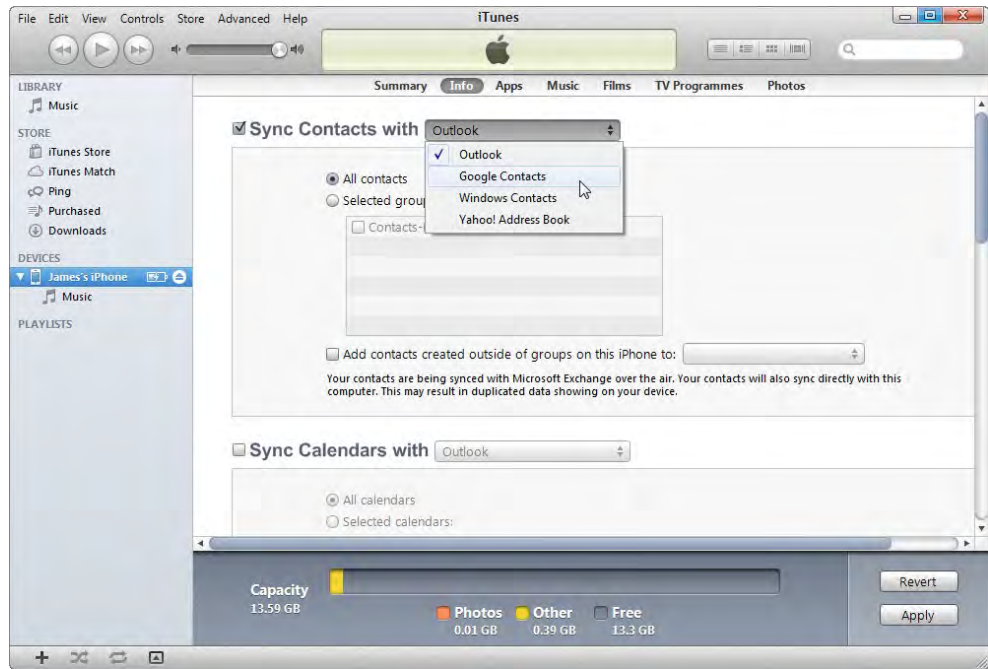 iTunes
File Edit View Controls Store Advanced Help
Summary Info Apps Music Films TV Programmes Photos
LIBRARY
Music
STORE
iTunes Store
iTunes Match
Ping
Purchased
Downloads
DEVICES
James's iPhone
Music
PLAYLISTS
Sync Contacts with Outlook
Outlook
Google Contacts
Windows Contacts
Yahoo! Address Book
All contacts
Selected
Add contacts created outside of groups on this iPhone to:
Your contacts are being synced with Microsoft Exchange over the air. Your contacts will also sync directly with this
computer. This may result in duplicated data showing on your device.
Sync Calendars with Outlook
All calendars
Selected calendars:
Capacity
13.59 GB
Photos
0.01 GB
Other
0.39 GB
Free
13.3 GB
Revert
Apply